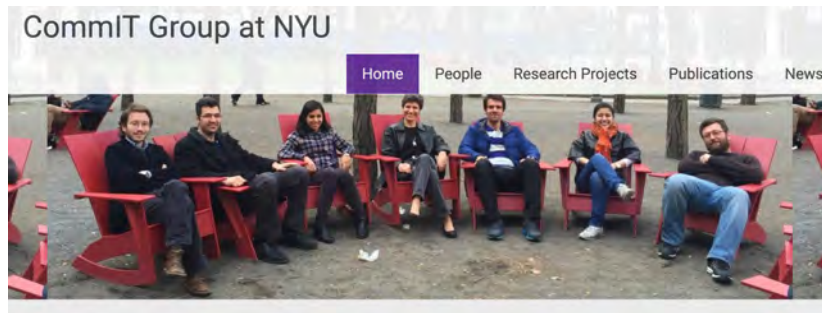 CommIT Group at NYU
Home People Research Projects Publications News